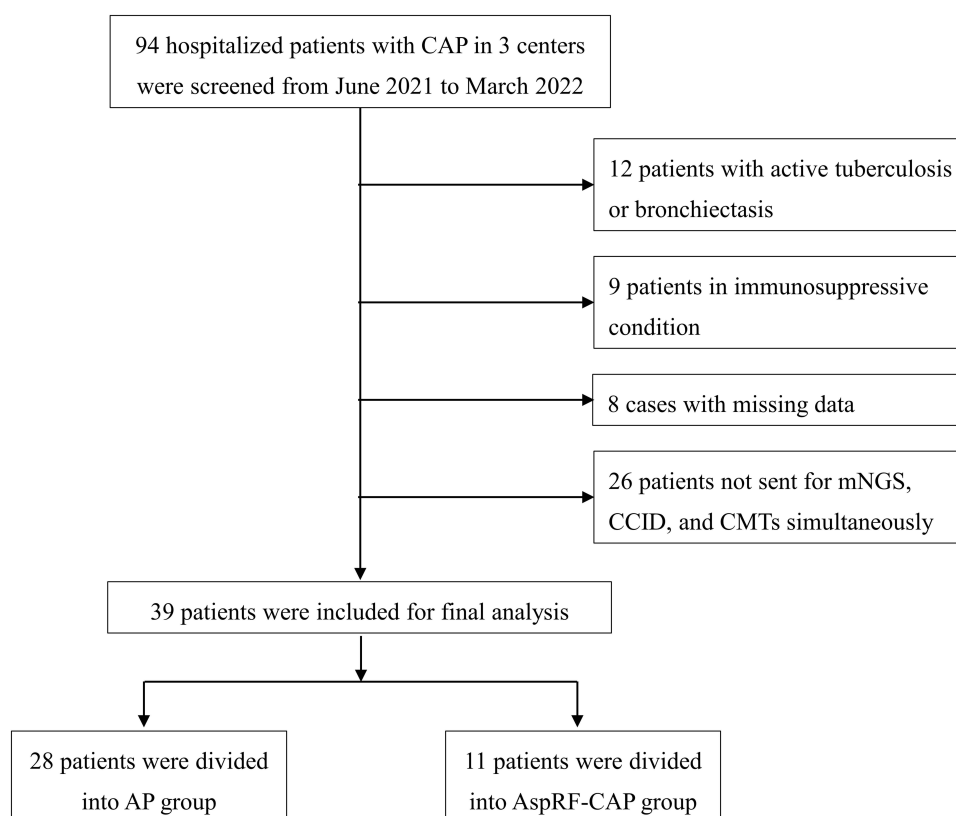 94 hospitalized patients with CAP in 3 centers
were screened from June 2021 to March 2022
12 patients with active tuberculosis
or bronchiectasis
9 patients in immunosuppressive
condition
8 cases with missing data
26 patients not sent for mNGS,
CCID, and CMTs simultaneously
39 patients were included for final analysis
28 patients were divided
into AP group
11 patients were divided
into AspRF-CAP group